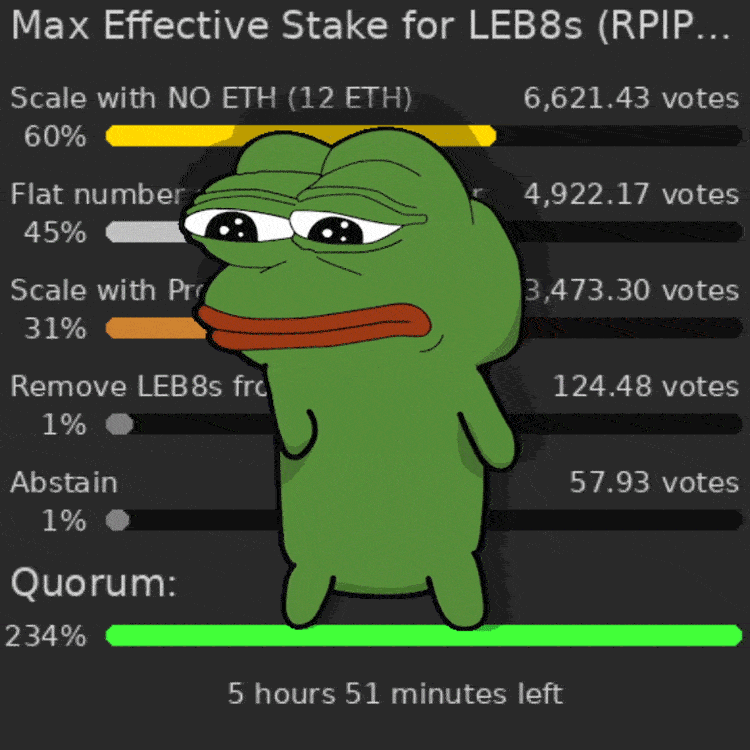 Max Effective Stake for LEB8s (RPIP...
Scale with NO ETH (12 ETH) 6,621.43 votes
60%
Flat number 4,922.17 votes
45%
Scale with 3,473.30 votes
31%
Remove LEB8s 124.48 votes
1%
Abstain 57.93 votes
1%
Quorum:
234%
5 hours 51 minutes left